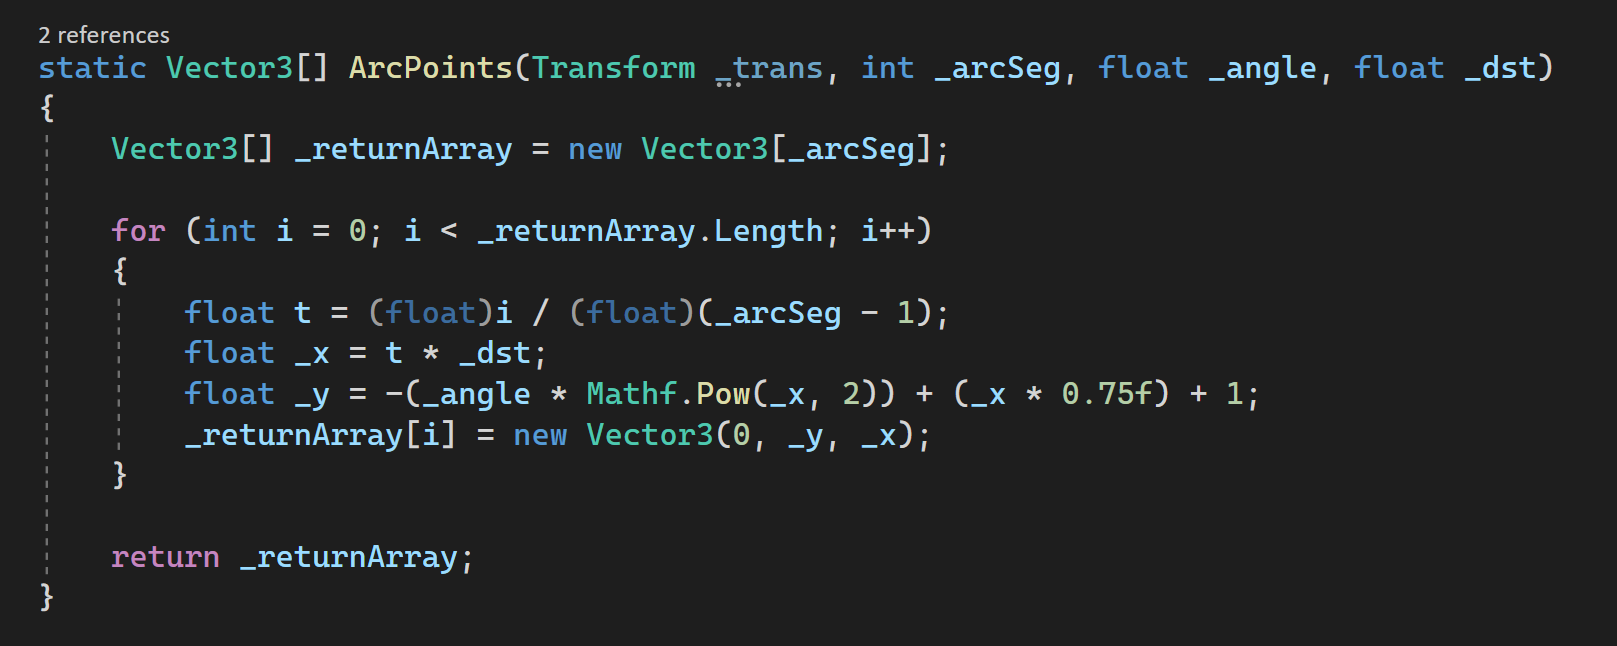 2 references
static Vector3[] ArcPoints(Transform _trans, int _arcSeg, float _angle, float _dst)
{
    Vector3[] _returnArray = new Vector3[_arcSeg];

    for (int i = 0; i < _returnArray.Length; i++)
    {
        float t = (float)i / (float)(_arcSeg - 1);
        float _x = t * _dst;
        float _y = -(_angle * Mathf.Pow(_x, 2)) + (_x * 0.75f) + 1;
        _returnArray[i] = new Vector3(0, _y, _x);
    }

    return _returnArray;
}